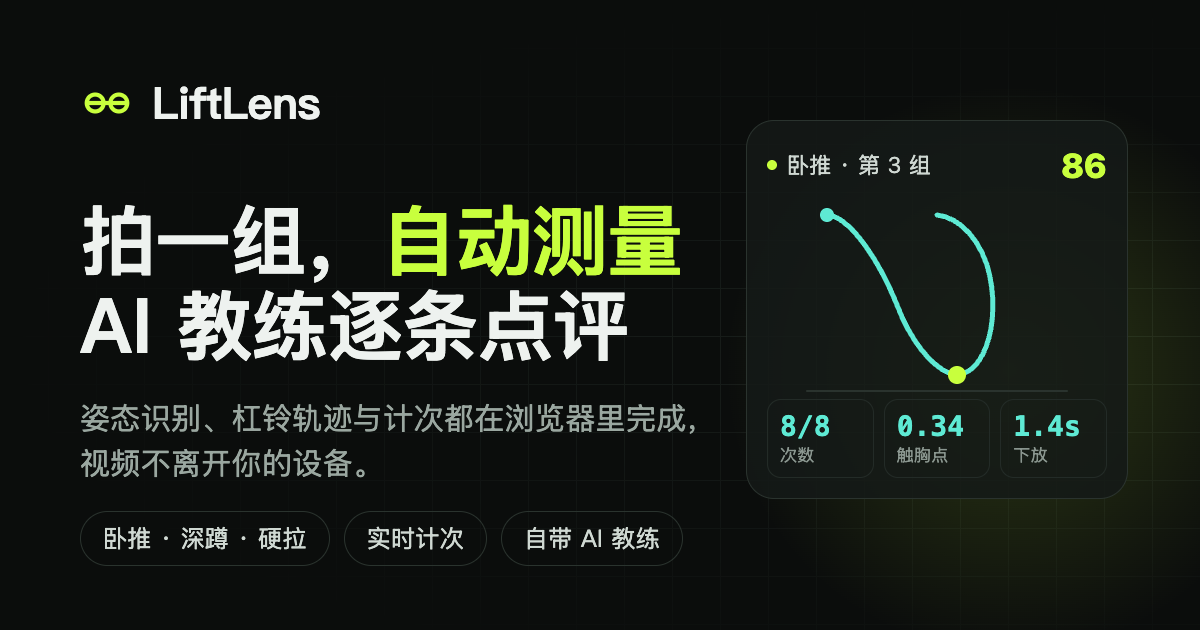 LiftLens
拍一组，自动测量
AI 教练逐条点评
姿态识别、杠铃轨迹与计次都在浏览器里完成，
视频不离开你的设备。
卧推 · 深蹲 · 硬拉
实时计次
自带 AI 教练
卧推 · 第 3 组
86
8/8
次数
0.34
触胸点
1.4s
下放